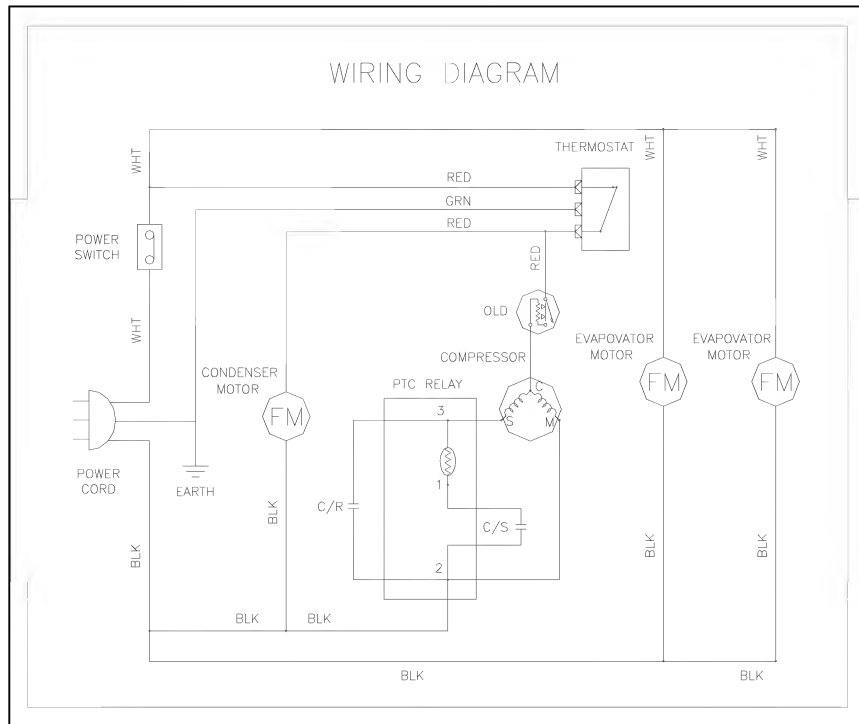 WIRING DIAGRAM
THERMOSTAT
WHT
WHT
WHT
RED
GRN
RED
POWER
SWITCH
RED
OLD
WHT
EVAPOVATOR
MOTOR
EVAPOVATOR
MOTOR
COMPRESSOR
CONDENSER
MOTOR
PTC RELAY
C
FM
FM
FM
3
S
M
POWER
CORD
EARTH
1
C/R
BLK
C/S
BLK
BLK
BLK
2
BLK
BLK
BLK
BLK